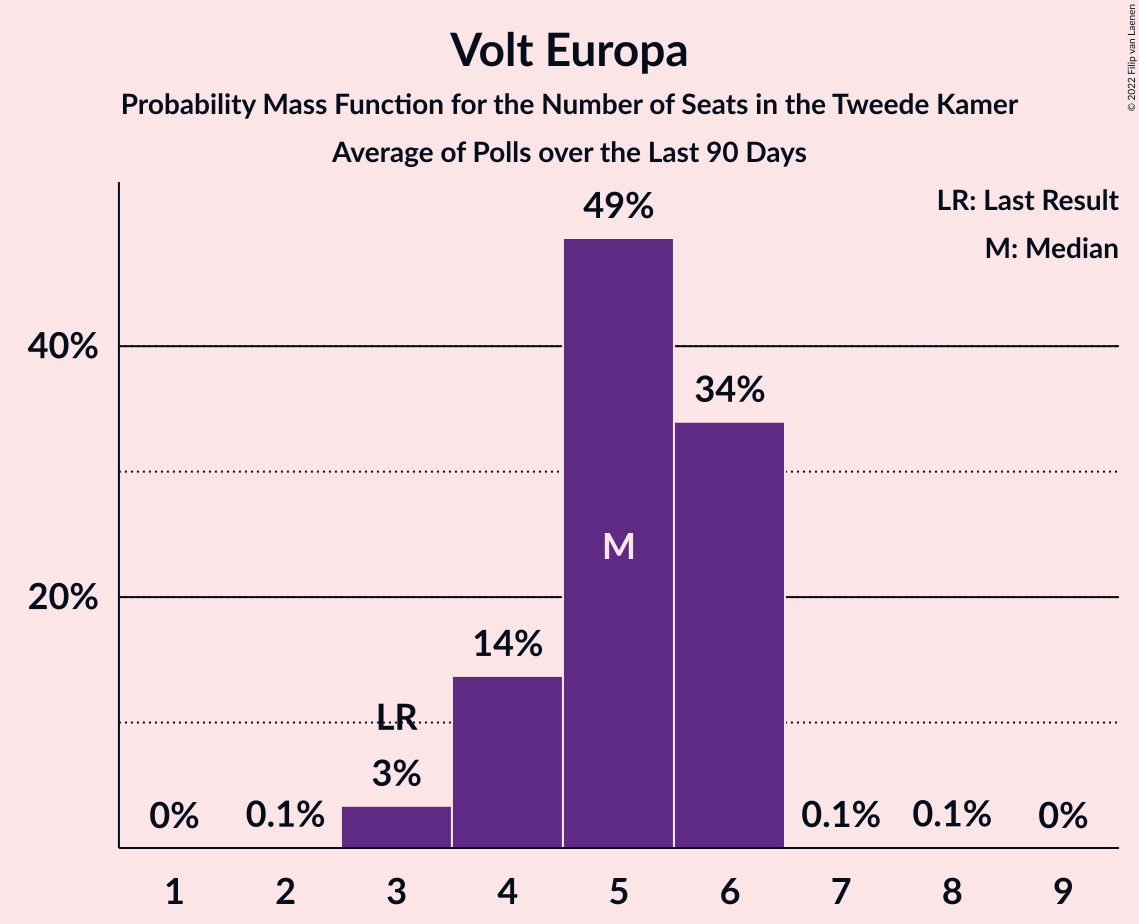 Volt Europa
Probability Mass Function for the Number of Seats in the Tweede Kamer
Average of Polls over the Last 90 Days
© 2022 Filip van Laenen
LR: Last Result
M: Median
49%
40%
34%
M
20%
14%
LR
3%
0% 0.1% 0.1% 0.1% 0%
1 2 3 4 5 6 7 8 9